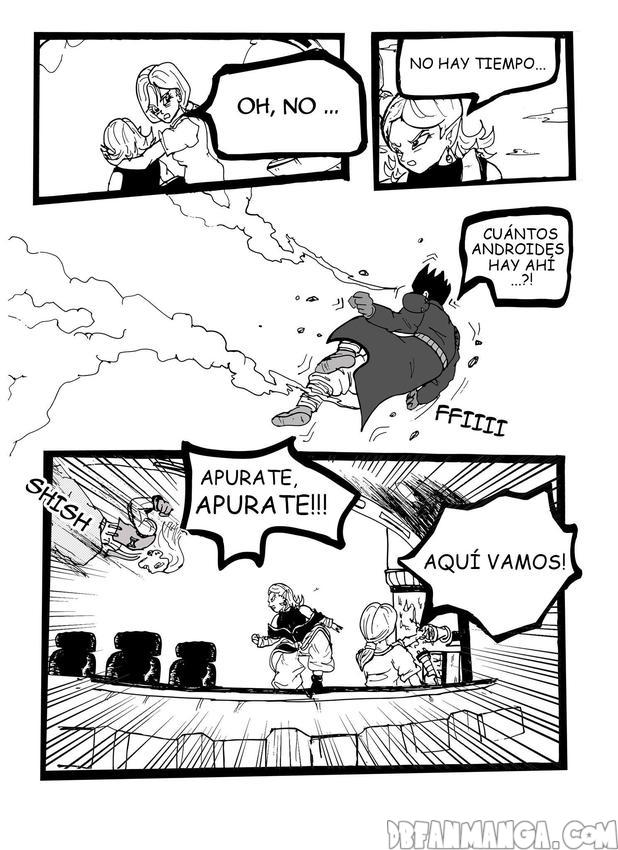 OH, NO ...
NO HAY TIEMPO...
CUÁNTOS
ANDROIDES
HAY AHÍ
...?!
FFIIII
SHISH
APURATE,
APURATE!!!
AQUÍ VAMOS!
DBFANMANGA.COM